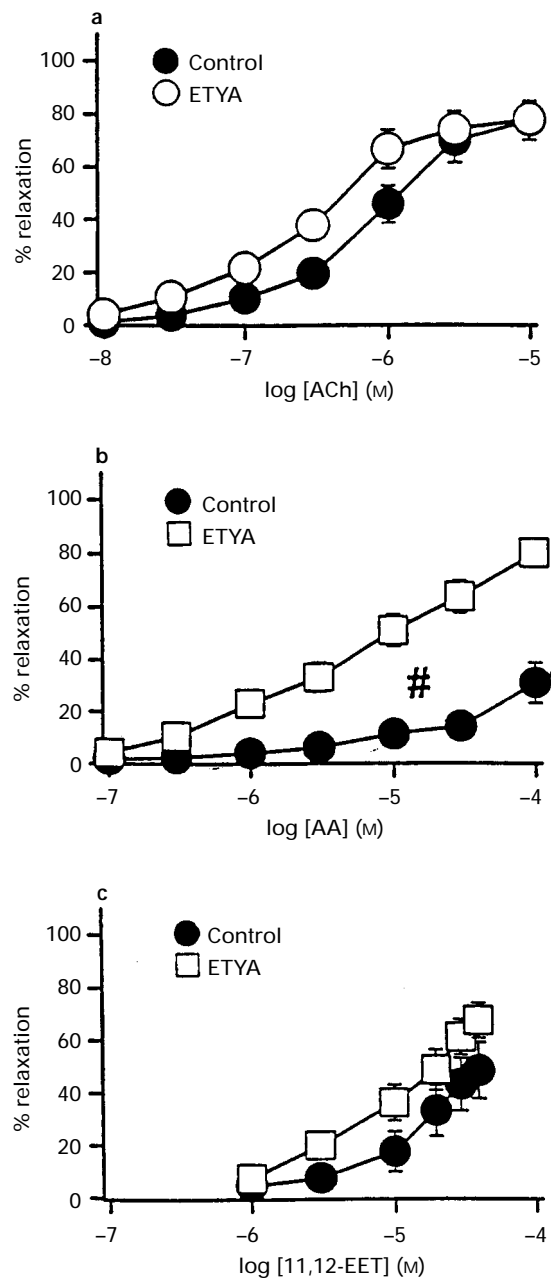 a
100
80
60
40
20
0
% relaxation
Control
ETYA
–8 –7 –6 –5
log [ACh] (M)
b
100
80
60
40
20
0
% relaxation
Control
ETYA
#
–7 –6 –5 –4
log [AA] (M)
c
100
80
60
40
20
0
% relaxation
Control
ETYA
–7 –6 –5 –4
log [11,12-EET] (M)